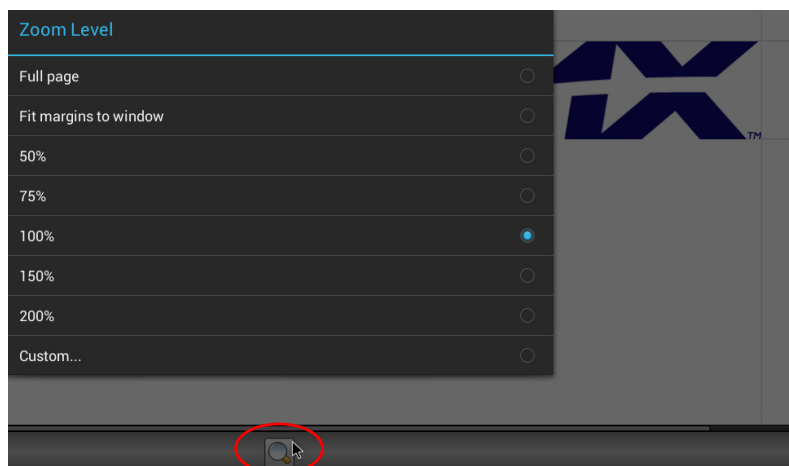 Zoom Level
Full page
Fit margins to window
50%
75%
100%
150%
200%
Custom...
TM